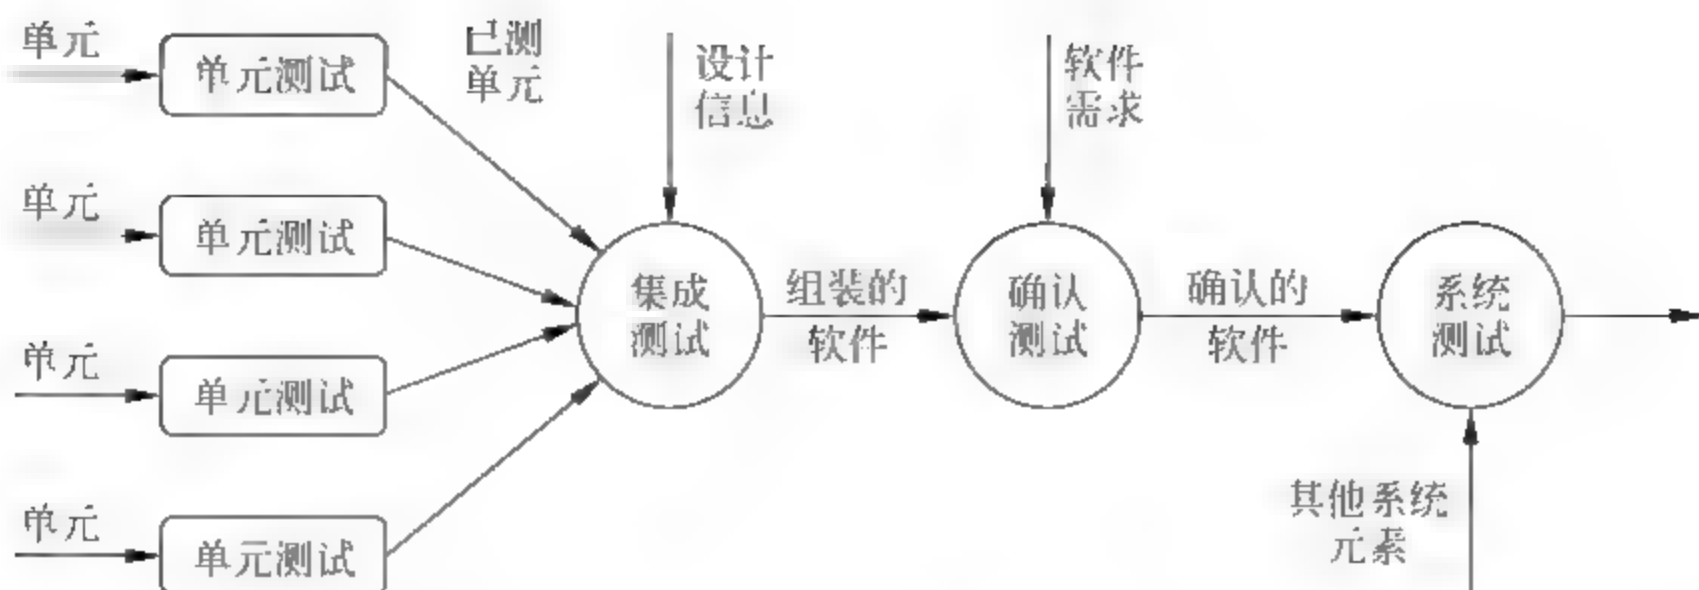 单元
单元测试
已测
单元
设计
信息
软件
需求
单元
单元测试
集成
测试
组装的
软件
确认
测试
确认的
软件
系统
测试
单元
单元测试
其他系统
元素
单元
单元测试